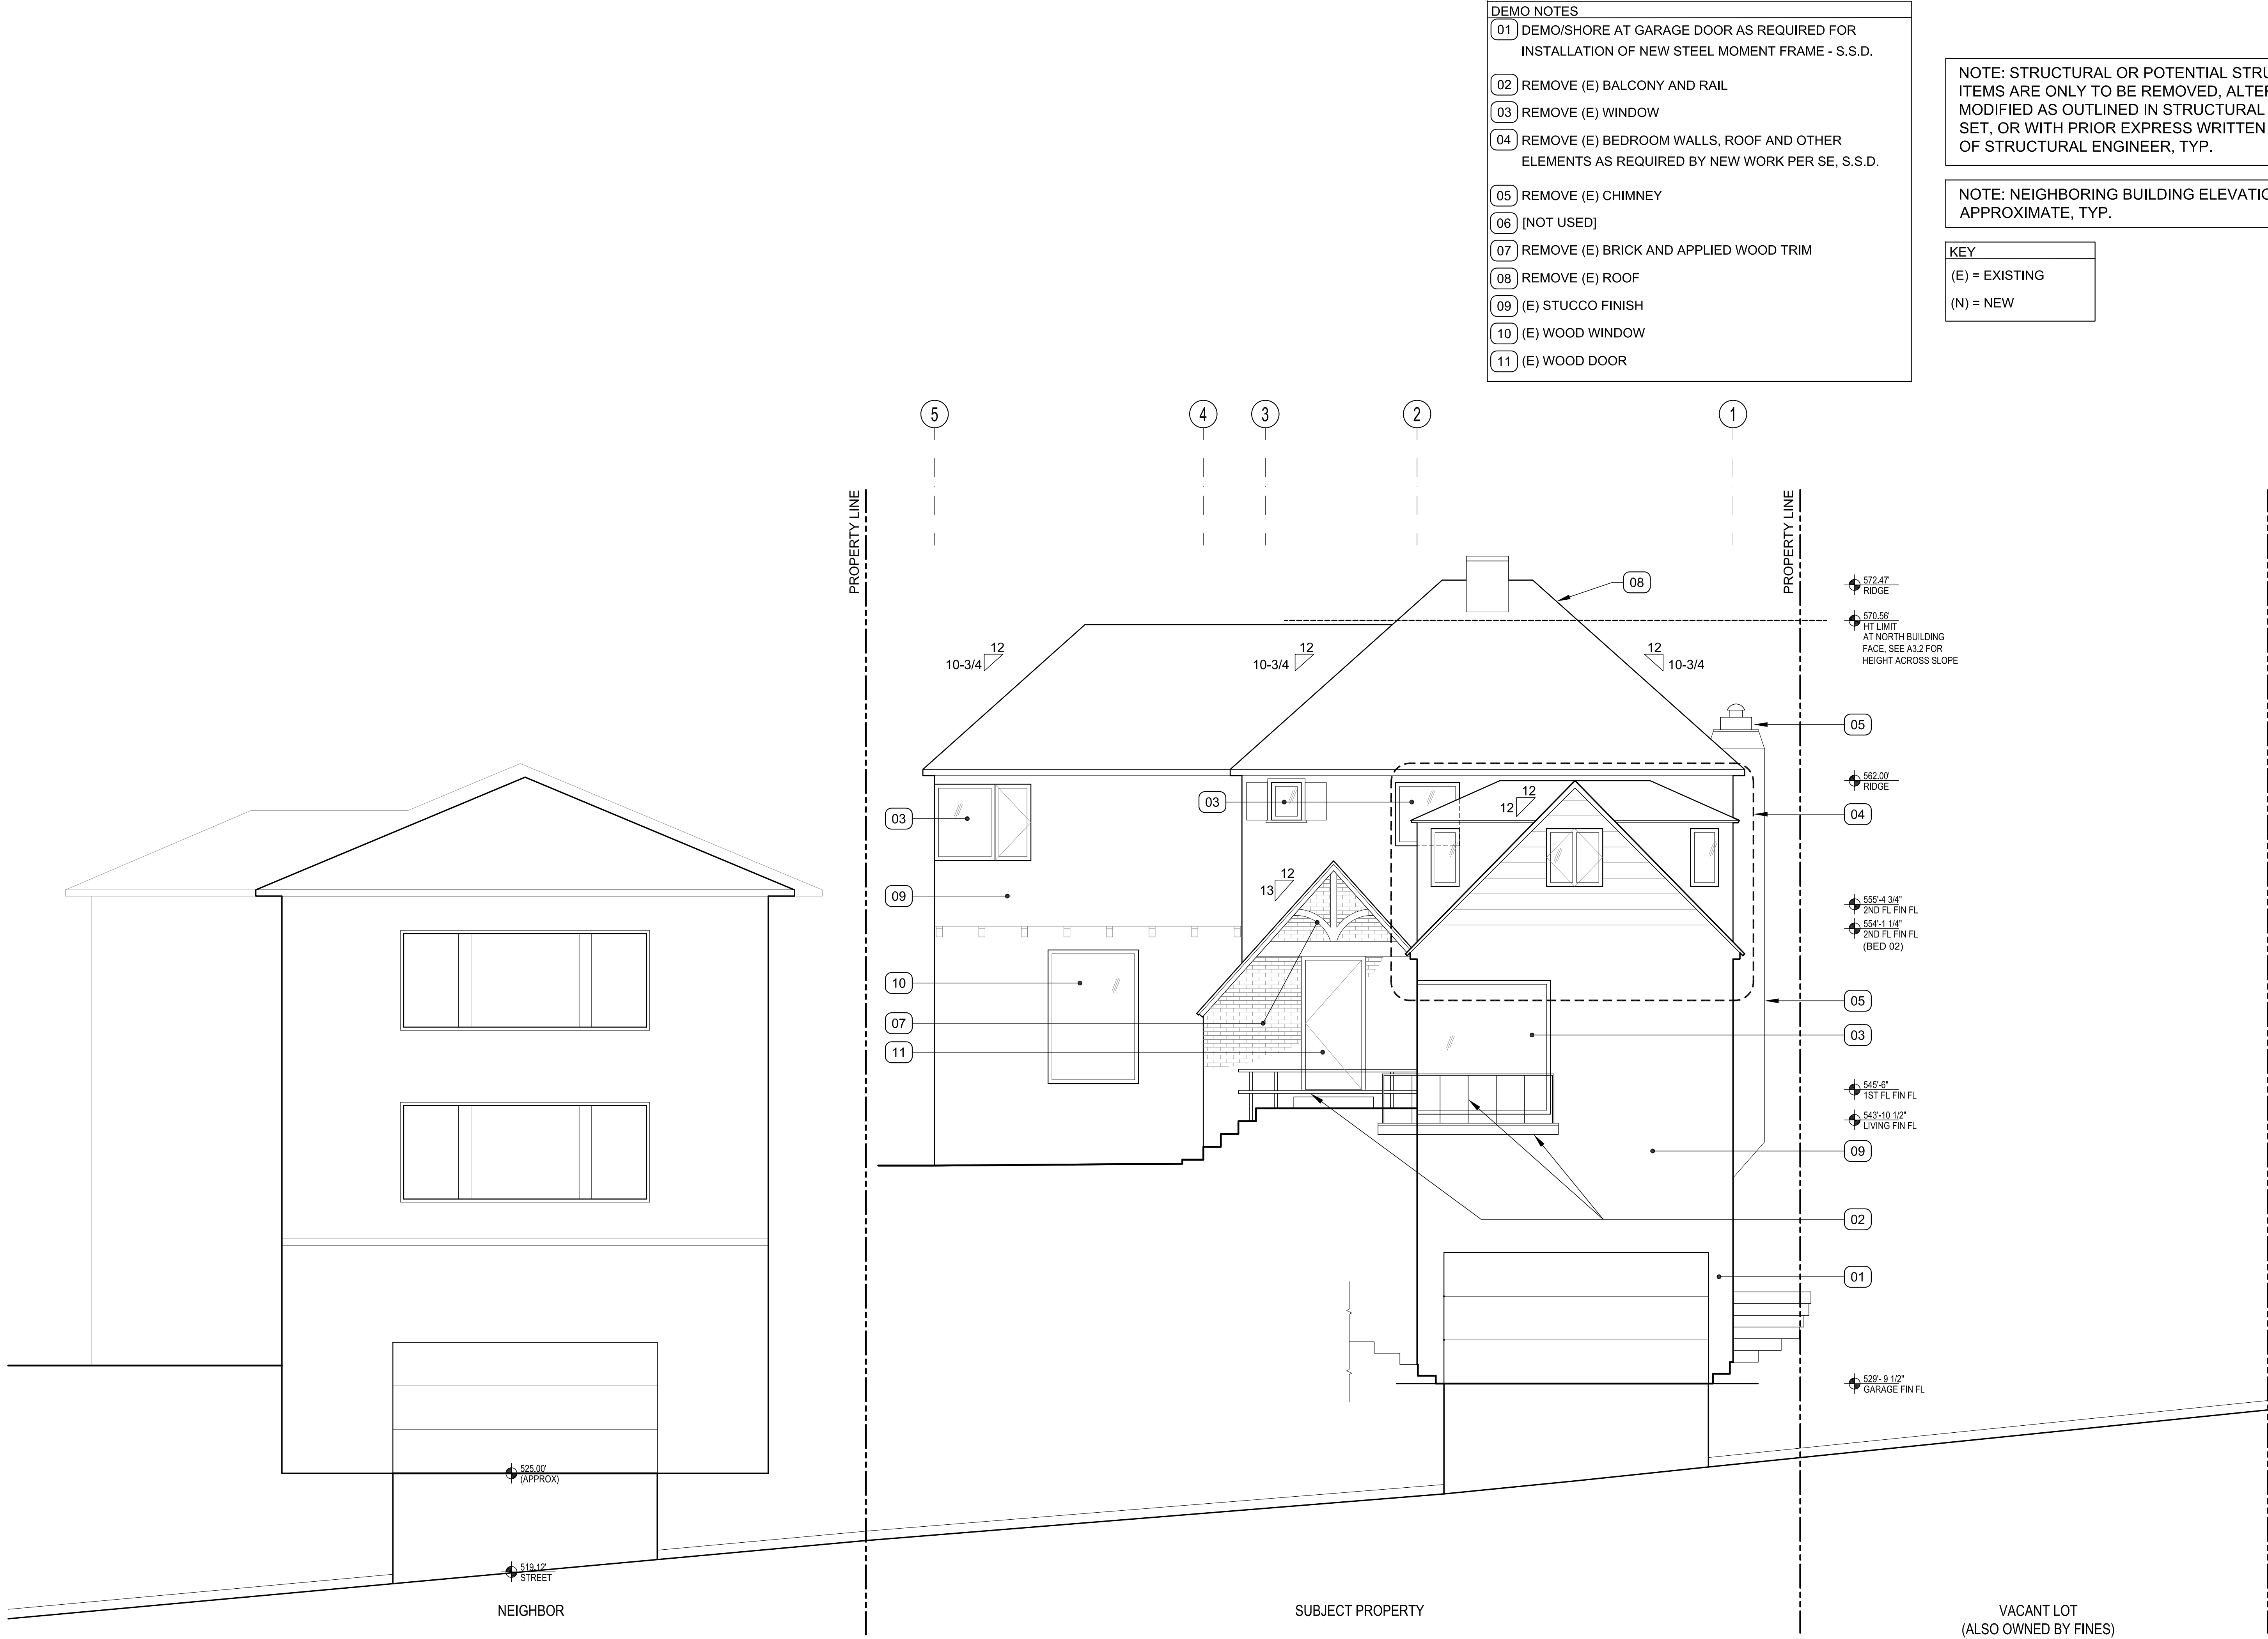 DEMO NOTES
01 DEMO/SHORE AT GARAGE DOOR AS REQUIRED FOR
INSTALLATION OF NEW STEEL MOMENT FRAME - S.S.D.
02 REMOVE (E) BALCONY AND RAIL
03 REMOVE (E) WINDOW
04 REMOVE (E) BEDROOM WALLS, ROOF AND OTHER
ELEMENTS AS REQUIRED BY NEW WORK PER SE, S.S.D.
05 REMOVE (E) CHIMNEY
06 [NOT USED]
07 REMOVE (E) BRICK AND APPLIED WOOD TRIM
08 REMOVE (E) ROOF
09 (E) STUCCO FINISH
10 (E) WOOD WINDOW
11 (E) WOOD DOOR
NOTE: STRUCTURAL OR POTENTIAL
ITEMS ARE ONLY TO BE REMOVED,
MODIFIED AS OUTLINED IN STRUCTURAL
SET, OR WITH PRIOR EXPRESS WRITTEN
OF STRUCTURAL ENGINEER, TYP.
NOTE: NEIGHBORING BUILDING
APPROXIMATE, TYP.
KEY
(E) = EXISTING
(N) = NEW
5
4
3
2
1
PROPERTY LINE
PROPERTY LINE
08
572.47'
RIDGE
570.56'
HT LIMIT
AT NORTH BUILDING
FACE, SEE A3.2 FOR
HEIGHT ACROSS SLOPE
12
10-3/4
12
10-3/4
12
10-3/4
05
562.00'
RIDGE
03
03
12
12
04
12
13
09
555'-4 3/4"
2ND FL FIN FL
554'-1 1/4"
2ND FL FIN FL
(BED 02)
10
05
07
03
11
545'-6"
1ST FL FIN FL
543'-10 1/2"
LIVING FIN FL
09
02
01
529'- 9 1/2"
GARAGE FIN FL
525.00'
(APPROX)
519.12'
STREET
NEIGHBOR
SUBJECT PROPERTY
VACANT LOT
(ALSO OWNED BY FINES)